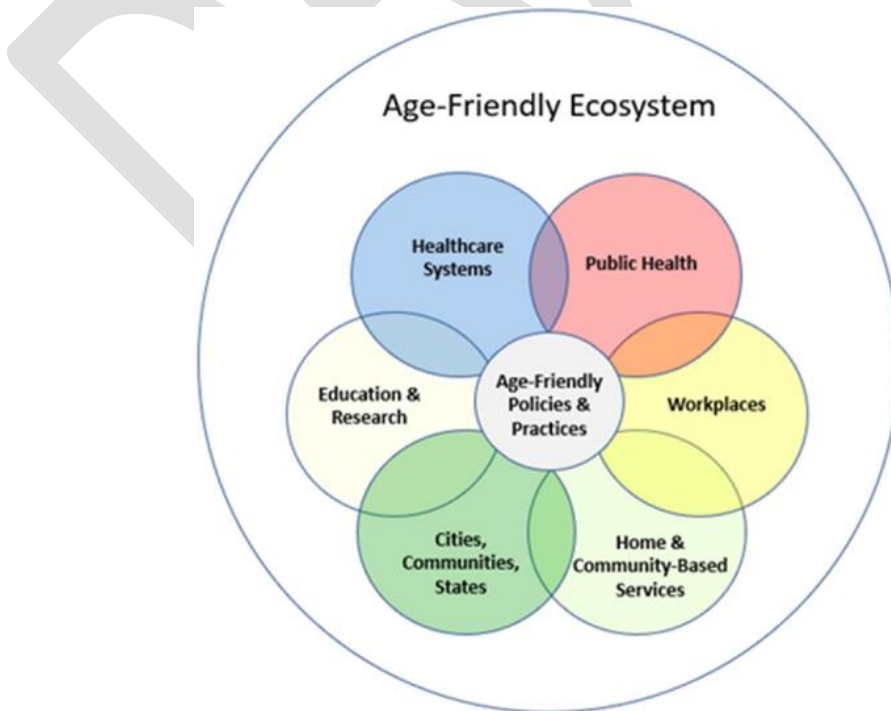 Age-Friendly Ecosystem
Healthcare
Systems
Public Health
Education &
Research
Age-Friendly
Policies &
Practices
Workplaces
Cities,
Communities,
States
Home &
Community-Based
Services